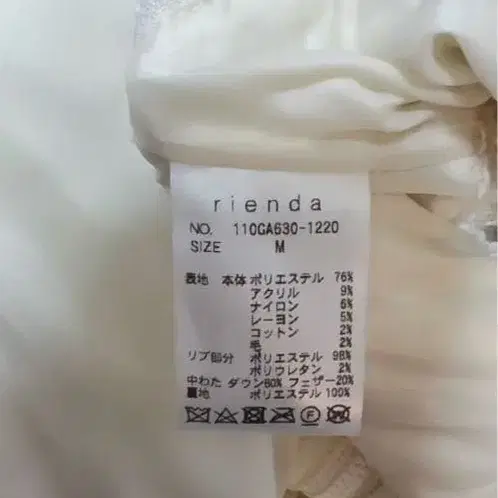 rienda
NO. 110GA630-1220
SIZE M
表地 本体 ポリエステル 76%
アクリル 9%
ナイロン 6%
レーヨン 5%
コットン 2%
毛 2%
リブ部分 ポリエステル 98%
ポリウレタン 2%
中わた ダウン80% フェザー20%
裏地 ポリエステル 100%